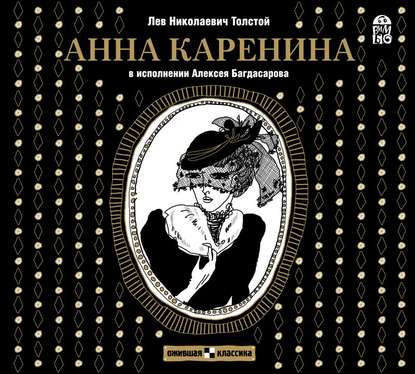 Лев Николаевич Толстой
АННА КАРЕНИНА
в исполнении Алексея Багдасарова
ожившая классика